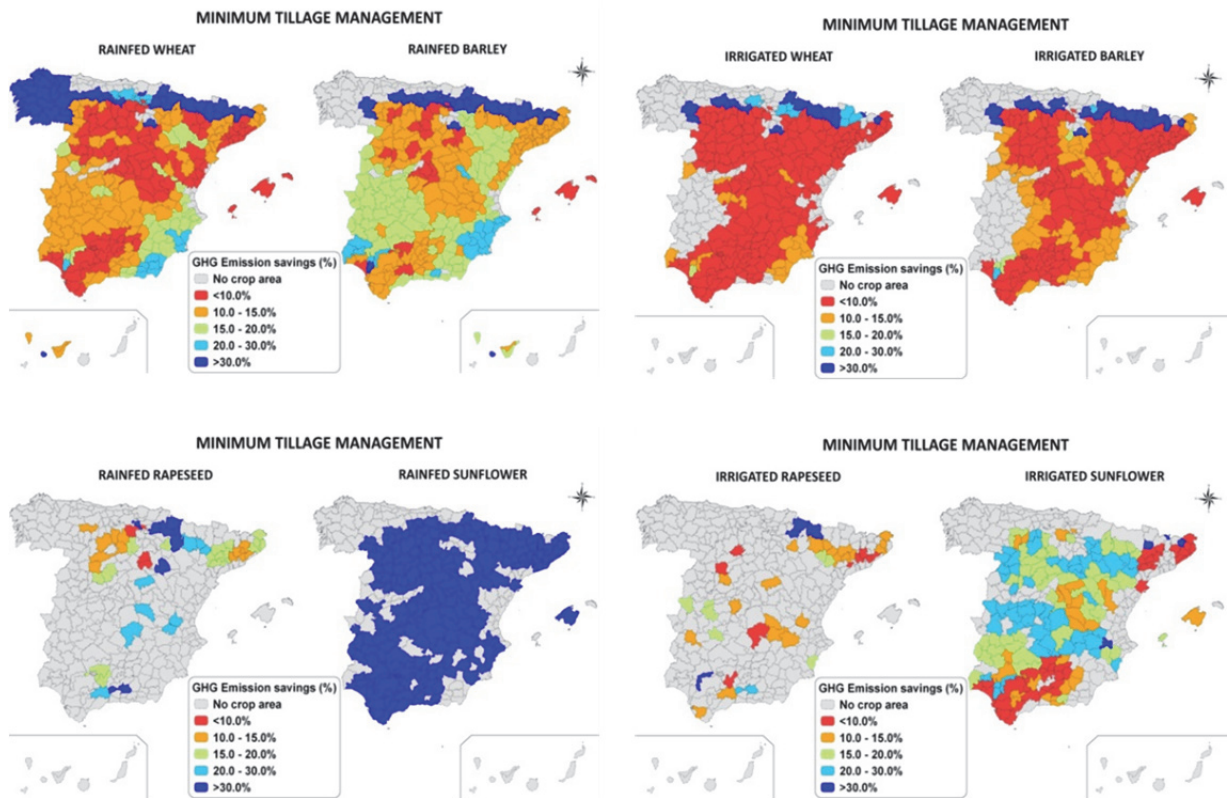 MINIMUM TILLAGE MANAGEMENT
RAINFED WHEAT
RAINFED BARLEY
GHG Emission savings (%)
No crop area
<10.0%
10.0 - 15.0%
15.0 - 20.0%
20.0 - 30.0%
>30.0%
MINIMUM TILLAGE MANAGEMENT
IRRIGATED WHEAT
IRRIGATED BARLEY
GHG Emission savings (%)
No crop area
<10.0%
10.0 - 15.0%
15.0 - 20.0%
20.0 - 30.0%
>30.0%
MINIMUM TILLAGE MANAGEMENT
RAINFED RAPESEED
RAINFED SUNFLOWER
GHG Emission savings (%)
No crop area
<10.0%
10.0 - 15.0%
15.0 - 20.0%
20.0 - 30.0%
>30.0%
MINIMUM TILLAGE MANAGEMENT
IRRIGATED RAPESEED
IRRIGATED SUNFLOWER
GHG Emission savings (%)
No crop area
<10.0%
10.0 - 15.0%
15.0 - 20.0%
20.0 - 30.0%
>30.0%